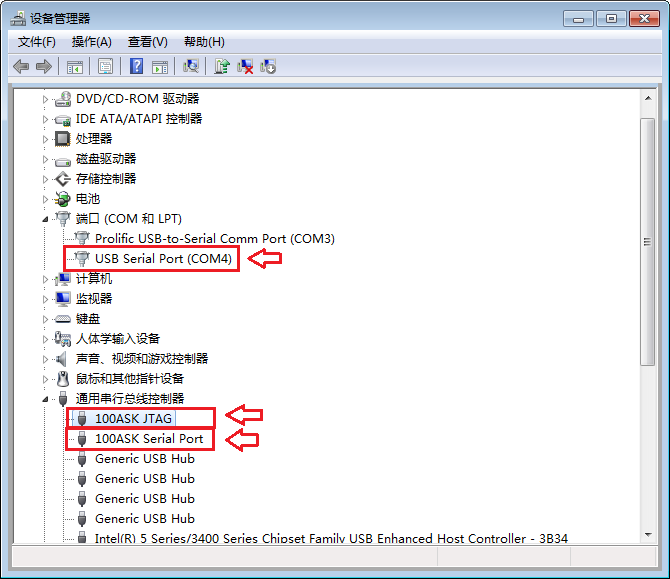 设备管理器
文件(F) 操作(A) 查看(V) 帮助(H)
DVD/CD-ROM 驱动器
IDE ATA/ATAPI 控制器
处理器
磁盘驱动器
存储控制器
电池
端口 (COM 和 LPT)
Prolific USB-to-Serial Comm Port (COM3)
USB Serial Port (COM4)
计算机
监视器
键盘
人体学输入设备
声音、视频和游戏控制器
鼠标和其他指针设备
通用串行总线控制器
100ASK JTAG
100ASK Serial Port
Generic USB Hub
Generic USB Hub
Generic USB Hub
Generic USB Hub
Intel(R) 5 Series/3400 Series Chipset Family USB Enhanced Host Controller - 3B34